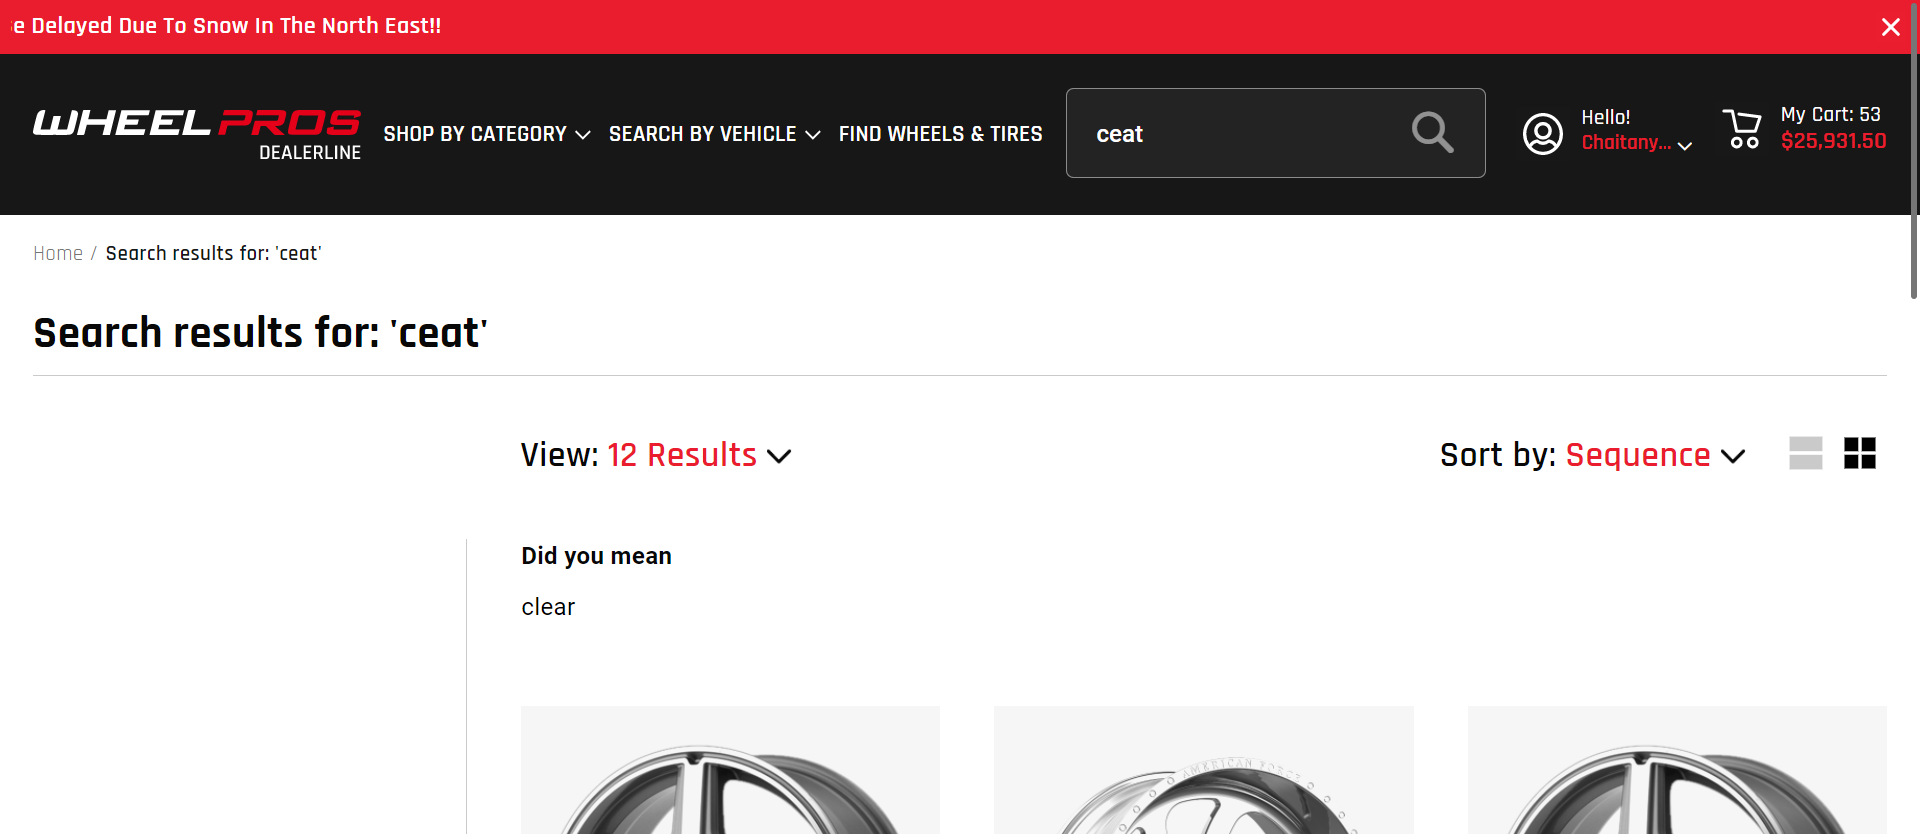 Delayed Due To Snow In The North East!!
WHEEL PROS
DEALERLINE
SHOP BY CATEGORY
SEARCH BY VEHICLE
FIND WHEELS & TIRES
ceat
Hello!
Chaitany...
My Cart: 53
$25,931.50
Home / Search results for: 'ceat'
Search results for: 'ceat'
View: 12 Results
Sort by: Sequence
Did you mean
clear
AMERICAN FORCE